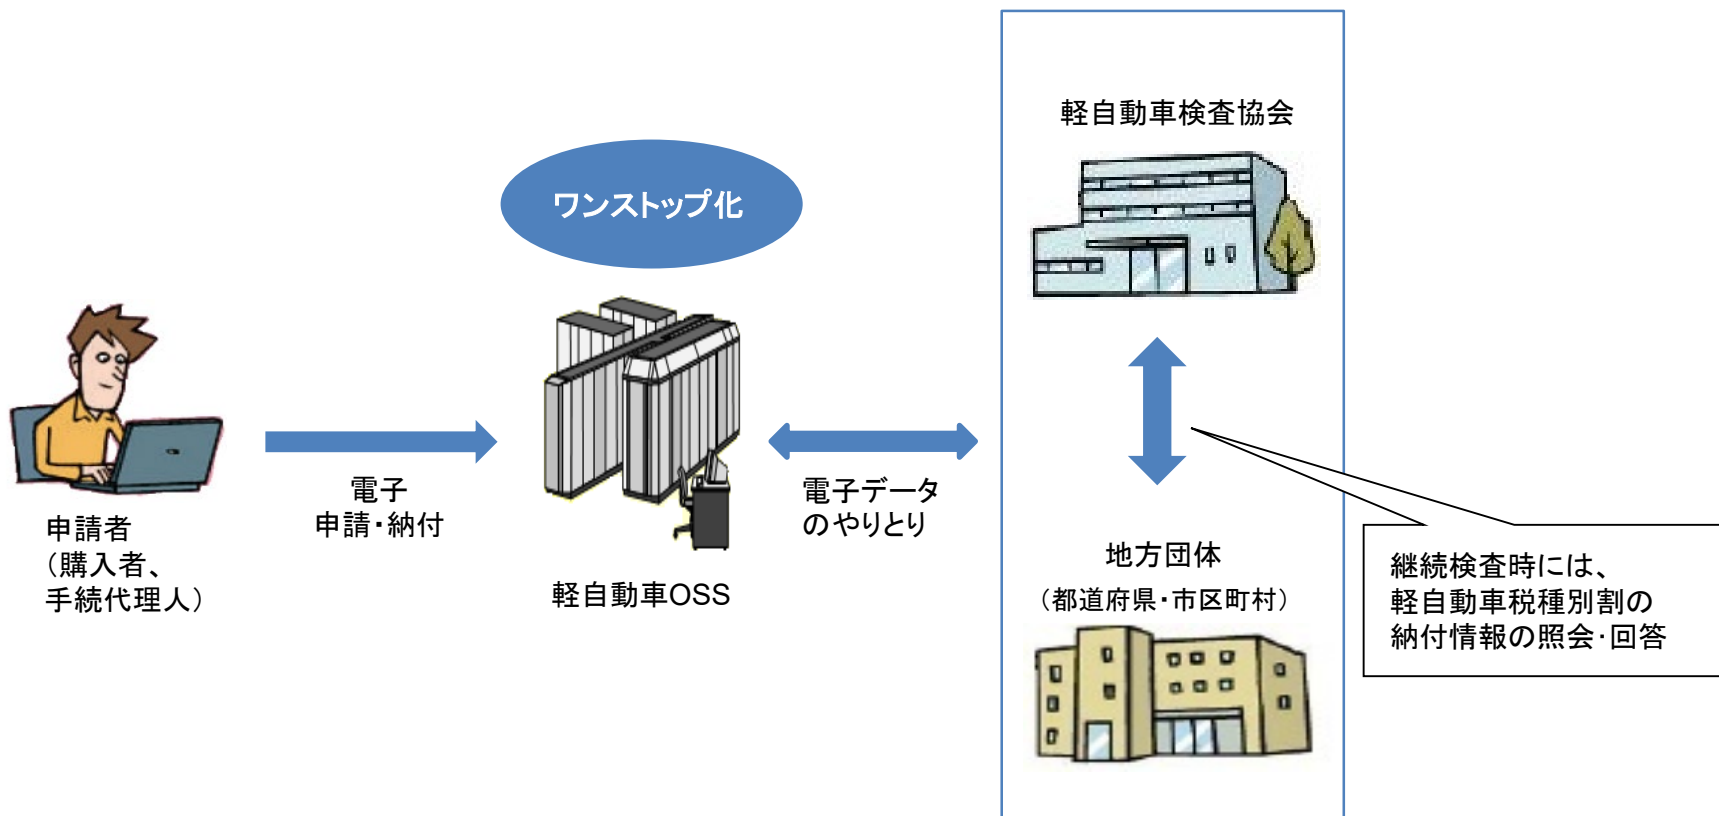 軽自動車検査協会
ワンストップ化
電子
申請・納付
電子データ
のやりとり
申請者
（購入者、
手続代理人）
軽自動車OSS
地方団体
（都道府県・市区町村）
継続検査時には、
軽自動車税種別割の
納付情報の照会・回答